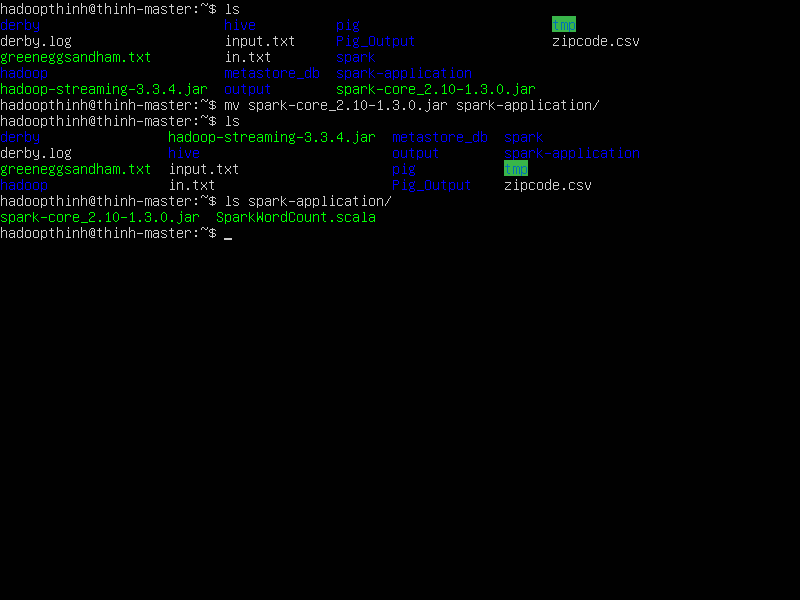 hadoopthinh@thinh-master:~$ ls
derby hive pig tmp
derby.log input.txt Pig_Output zipcode.csv
greeneggsandham.txt in.txt spark
hadoop metastore_db spark-application
hadoop-streaming-3.3.4.jar output spark-core_2.10-1.3.0.jar
hadoopthinh@thinh-master:~$ mv spark-core_2.10-1.3.0.jar spark-application/
hadoopthinh@thinh-master:~$ ls
derby hadoop-streaming-3.3.4.jar metastore_db spark
derby.log hive output spark-application
greeneggsandham.txt input.txt pig tmp
hadoop in.txt Pig_Output zipcode.csv
hadoopthinh@thinh-master:~$ ls spark-application/
spark-core_2.10-1.3.0.jar SparkWordCount.scala
hadoopthinh@thinh-master:~$ _